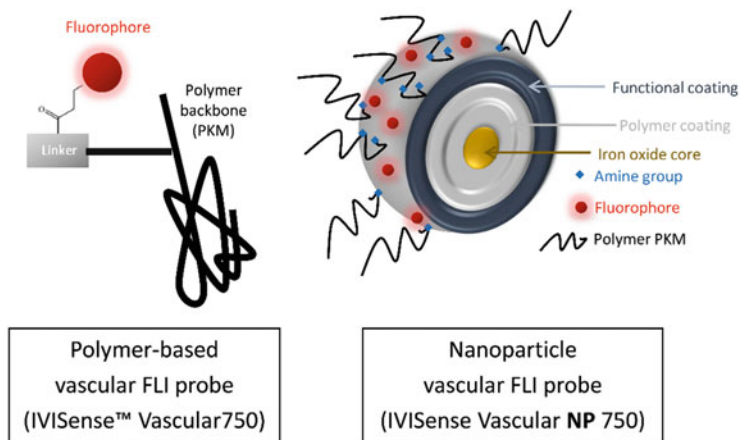 Fluorophore
O
Linker
Polymer
backbone
(PKM)
Functional coating
Polymer coating
Iron oxide core
Amine group
Fluorophore
Polymer PKM
Polymer-based
vascular FLI probe
(IVISense™ Vascular750)
Nanoparticle
vascular FLI probe
(IVISense Vascular NP 750)